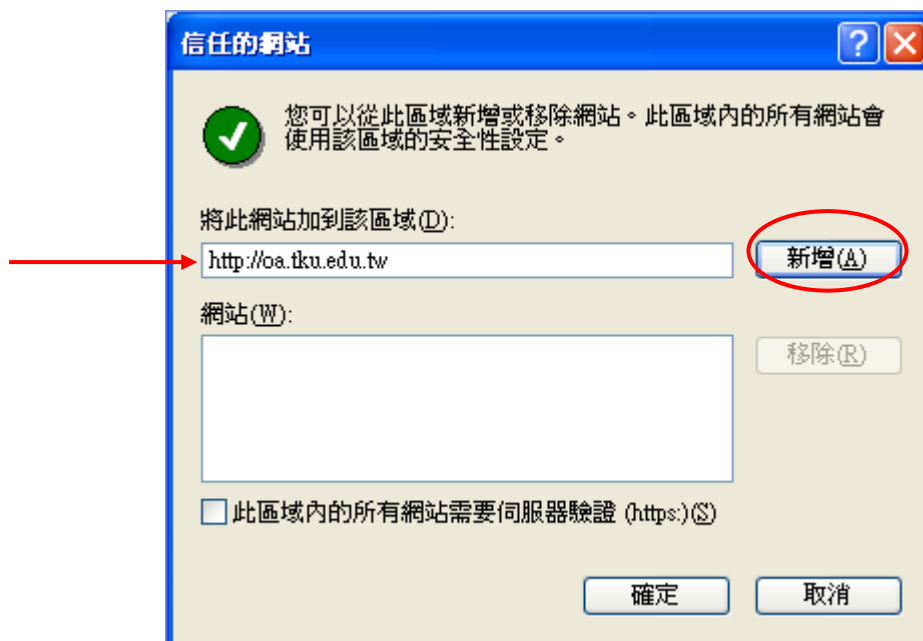 信任的網站
您可以從此區域新增或移除網站。此區域內的所有網站會
使用該區域的安全性設定。
將此網站加到該區域(D):
http://oa.tku.edu.tw
新增(A)
網站(W):
移除(R)
此區域內的所有網站需要伺服器驗證 (https:)(S)
確定
取消